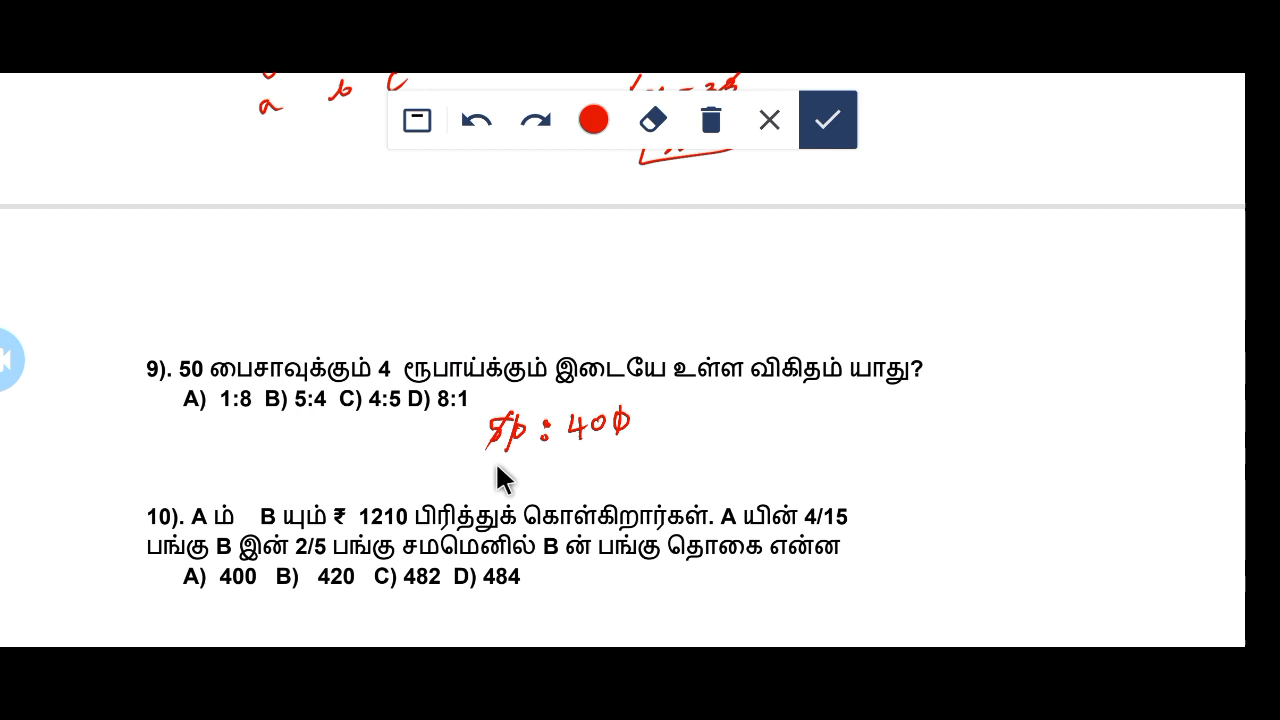 a b c
9). 50 பைசாவுக்கும் 4 ரூபாய்க்கும் இடையே உள்ள விகிதம் யாது?
A) 1:8 B) 5:4 C) 4:5 D) 8:1
50 : 400
10). A ம் B யும் ₹ 1210 பிரித்துக் கொள்கிறார்கள். A யின் 4/15
பங்கு B இன் 2/5 பங்கு சமமெனில் B ன் பங்கு தொகை என்ன
A) 400 B) 420 C) 482 D) 484